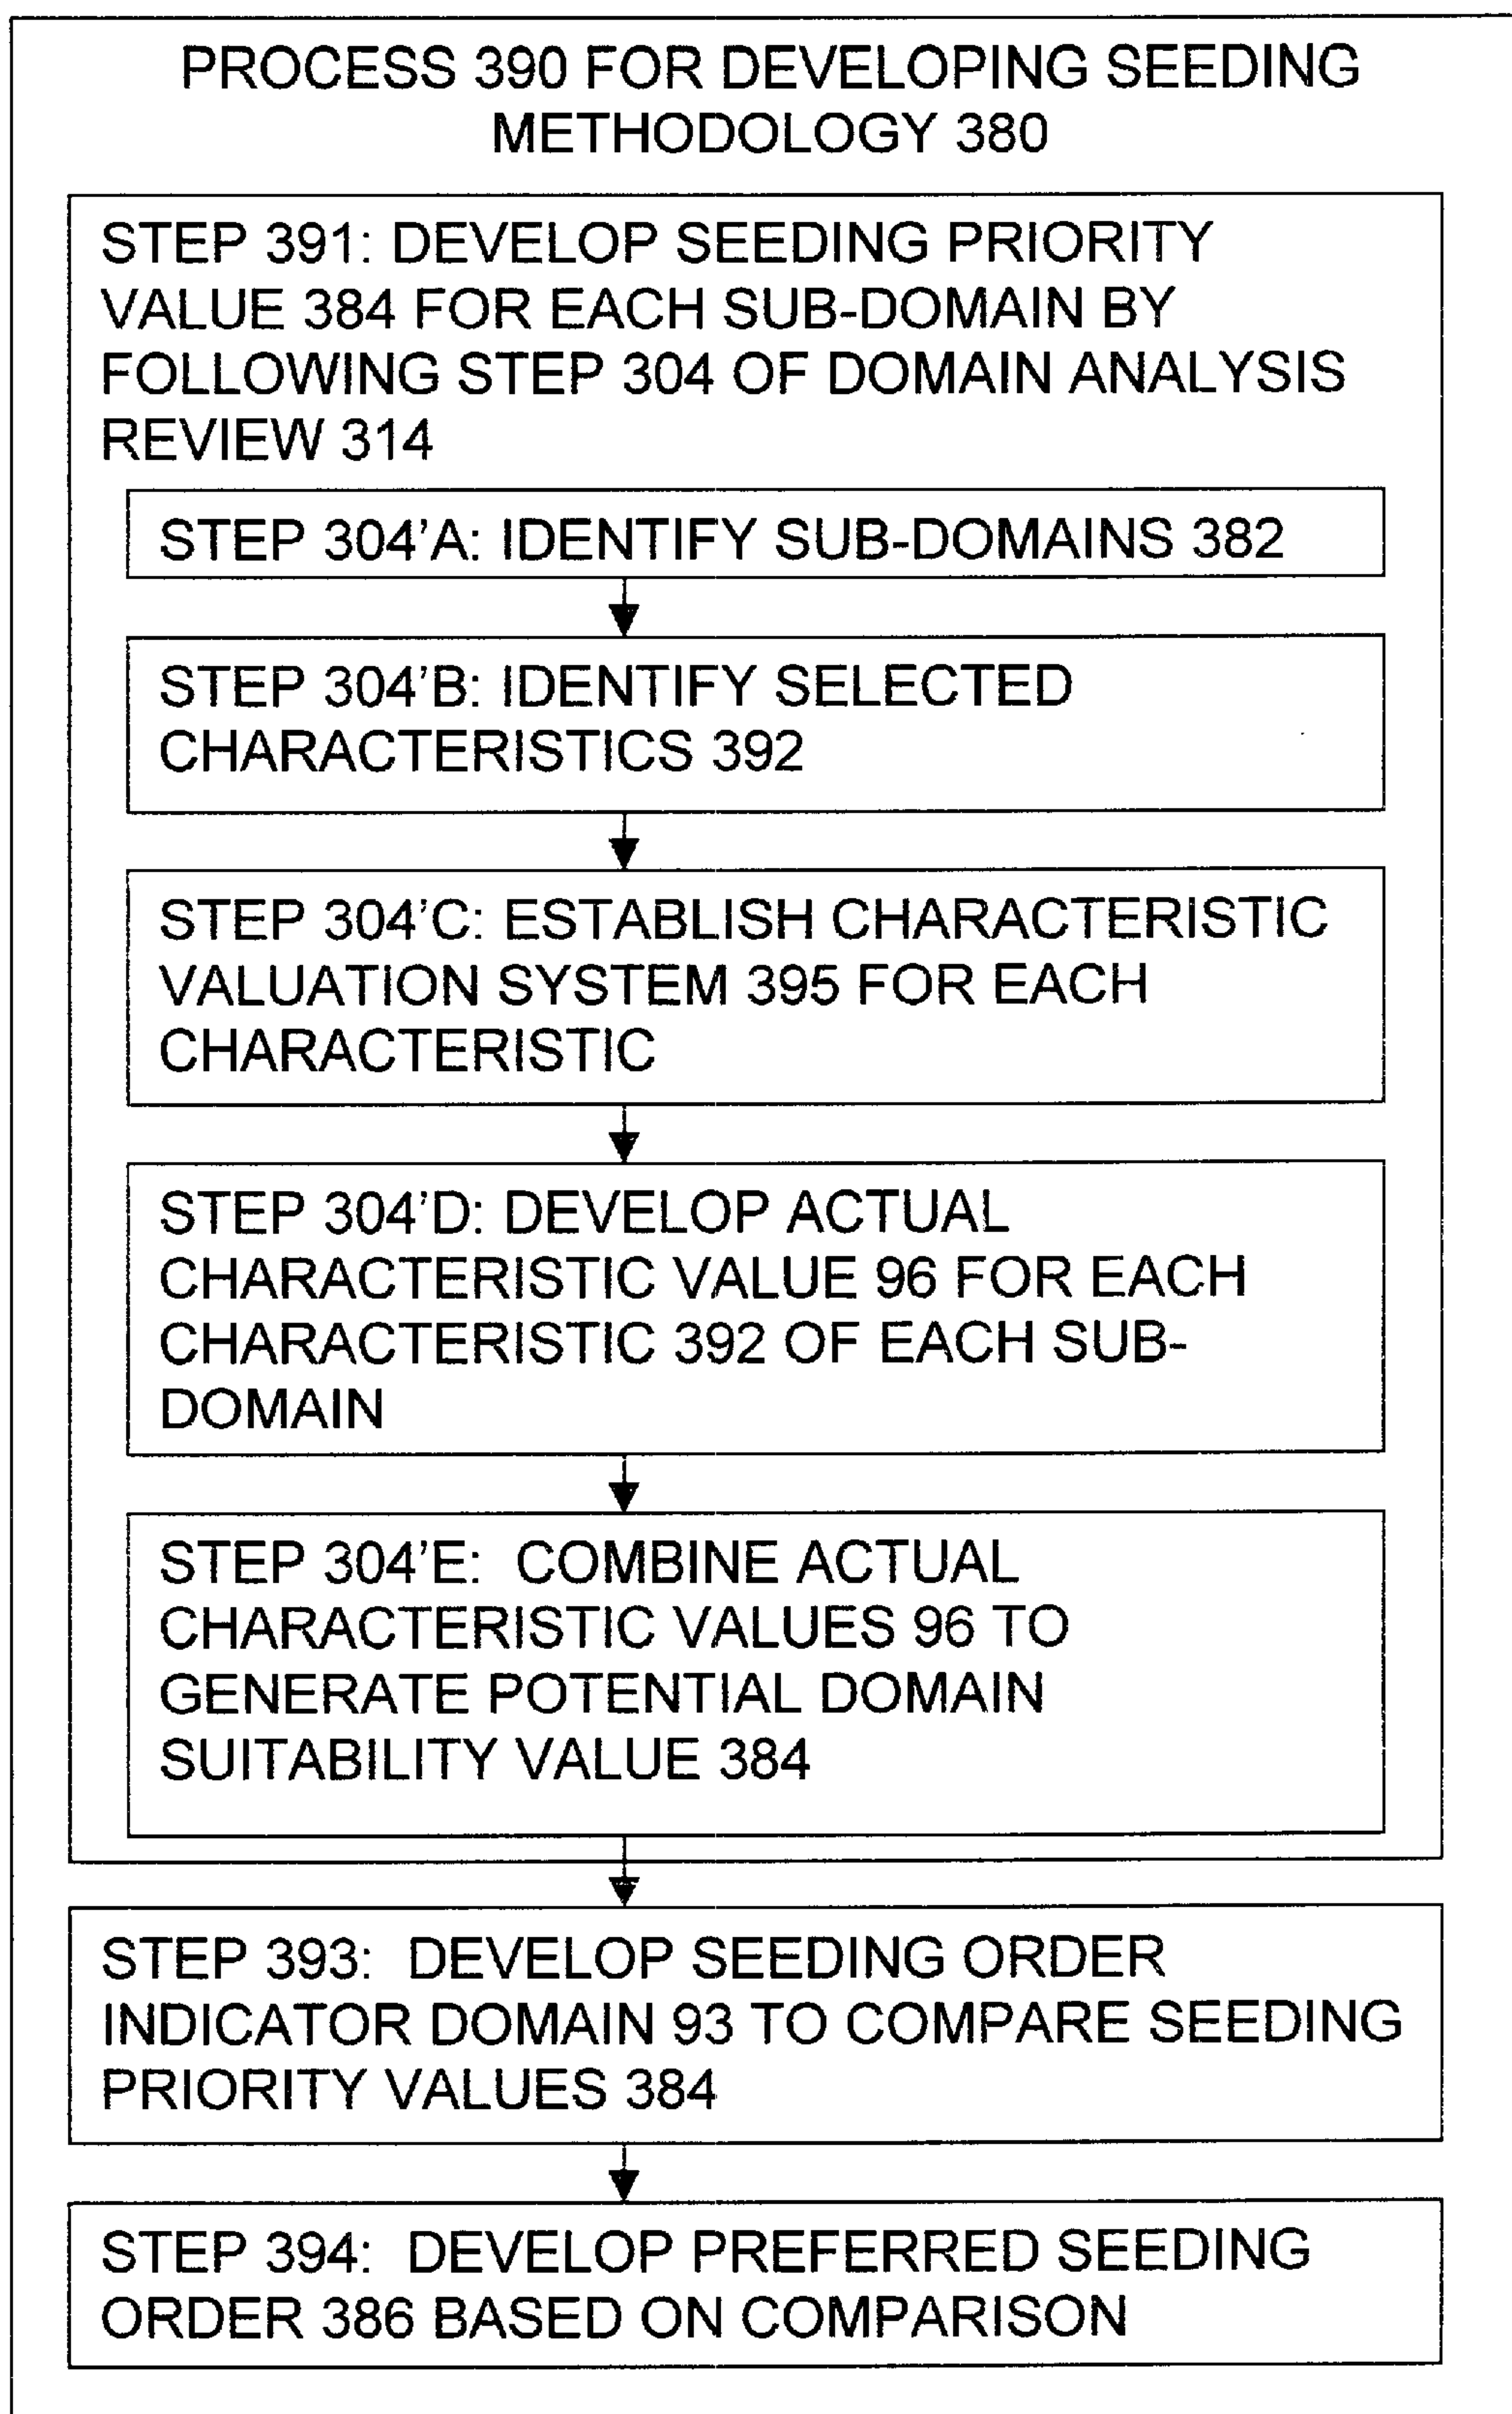 PROCESS 390 FOR DEVELOPING SEEDING
METHODOLOGY 380
STEP 391: DEVELOP SEEDING PRIORITY
VALUE 384 FOR EACH SUB-DOMAIN BY
FOLLOWING STEP 304 OF DOMAIN ANALYSIS
REVIEW 314
STEP 304'A: IDENTIFY SUB-DOMAINS 382
STEP 304'B: IDENTIFY SELECTED
CHARACTERISTICS 392
STEP 304'C: ESTABLISH CHARACTERISTIC
VALUATION SYSTEM 395 FOR EACH
CHARACTERISTIC
STEP 304'D: DEVELOP ACTUAL
CHARACTERISTIC VALUE 96 FOR EACH
CHARACTERISTIC 392 OF EACH SUB-
DOMAIN
STEP 304'E: COMBINE ACTUAL
CHARACTERISTIC VALUES 96 TO
GENERATE POTENTIAL DOMAIN
SUITABILITY VALUE 384
STEP 393: DEVELOP SEEDING ORDER
INDICATOR DOMAIN 93 TO COMPARE SEEDING
PRIORITY VALUES 384
STEP 394: DEVELOP PREFERRED SEEDING
ORDER 386 BASED ON COMPARISON